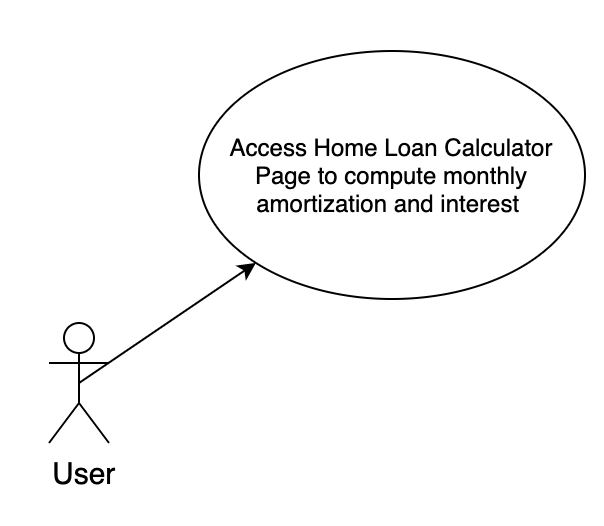 Access Home Loan Calculator
Page to compute monthly
amortization and interest
User